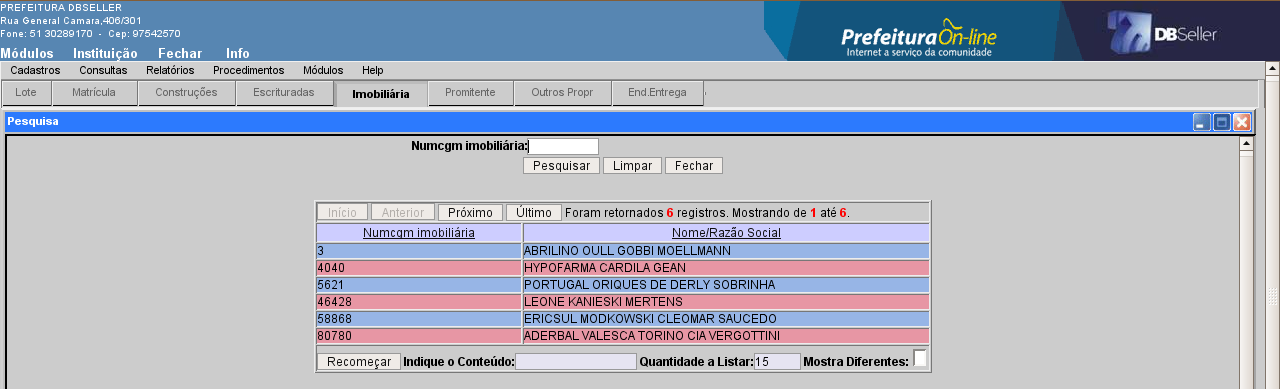 PREFEITURA DBSELLER
Rua General Camara,406/301
Fone: 51 30289170 - Cep: 97542570
Prefeitura On-line
Internet a serviço da comunidade
DBSeller
Módulos Instituição Fechar Info
Cadastros Consultas Relatórios Procedimentos Módulos Help
Lote Matrícula Construções Escrituradas Imobiliária Promitente Outros Propr End.Entrega
Pesquisa
Numcgm imobiliária:
Pesquisar Limpar Fechar
Início Anterior Próximo Último Foram retornados 6 registros. Mostrando de 1 até 6.
Numcgm imobiliária Nome/Razão Social
3 ABRILINO OULL GOBBI MOELLMANN
4040 HYPOFARMA CARDILA GEAN
5621 PORTUGAL ORIQUES DE DERLY SOBRINHA
46428 LEONE KANIESKI MERTENS
58868 ERICSUL MODKOWSKI CLEOMAR SAUCEDO
80780 ADERBAL VALESCA TORINO CIA VERGOTTINI
Recomeçar Indique o Conteúdo: Quantidade a Listar: 15 Mostra Diferentes: